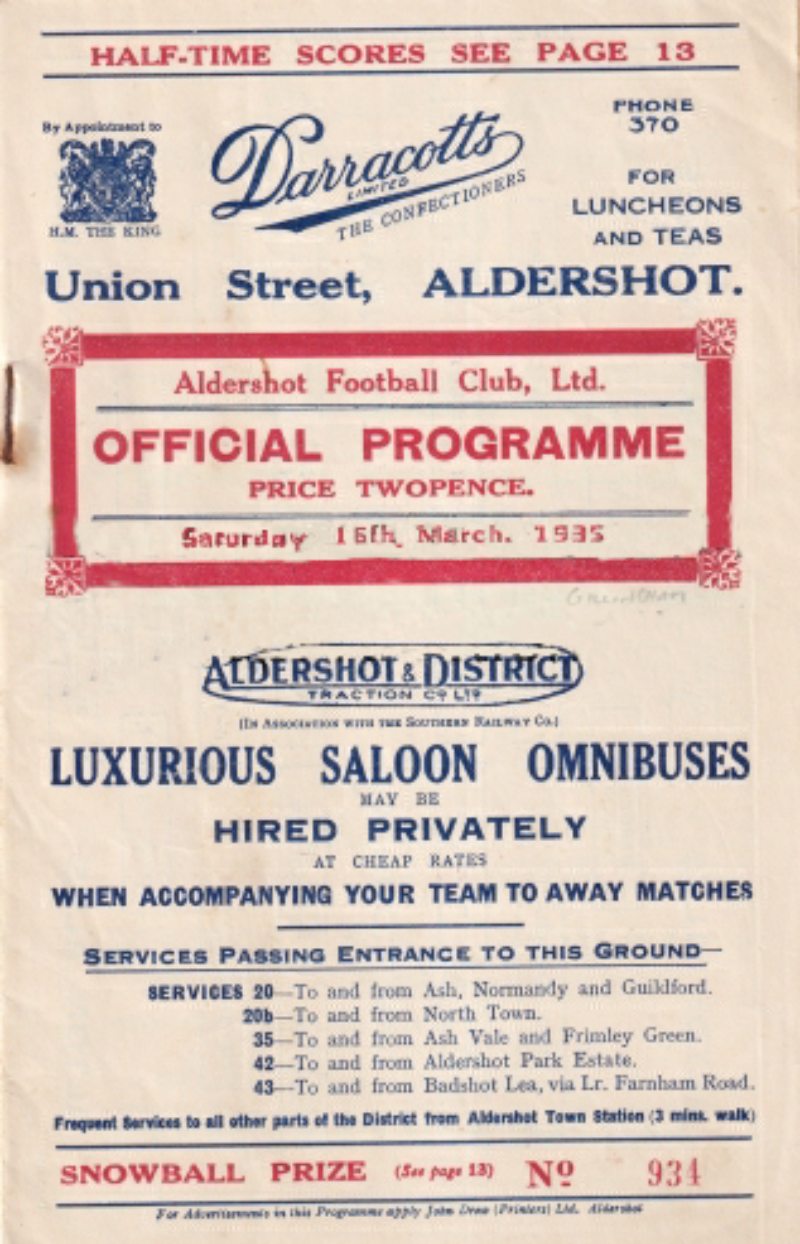 HALF-TIME SCORES SEE PAGE 13
By Appointment to
H.M. THE KING
Darracotts
LIMITED
THE CONFECTIONERS
PHONE
370
FOR
LUNCHEONS
AND TEAS
Union Street, ALDERSHOT.
Aldershot Football Club, Ltd.
OFFICIAL PROGRAMME
PRICE TWOPENCE.
Saturday 16th, March. 1935
GILLINGHAM
ALDERSHOT & DISTRICT
TRACTION CO LTD
(IN ASSOCIATION WITH THE SOUTHERN RAILWAY CO.)
LUXURIOUS SALOON OMNIBUSES
MAY BE
HIRED PRIVATELY
AT CHEAP RATES
WHEN ACCOMPANYING YOUR TEAM TO AWAY MATCHES
SERVICES PASSING ENTRANCE TO THIS GROUND—
SERVICES 20—To and from Ash, Normandy and Guildford.
20b—To and from North Town.
35—To and from Ash Vale and Frimley Green.
42—To and from Aldershot Park Estate.
43—To and from Badshot Lea, via Lr. Farnham Road.
Frequent Services to all other parts of the District from Aldershot Town Station (3 mins. walk)
SNOWBALL PRIZE (See page 13) No 934
For Advertisements in this Programme apply John Drew (Printers) Ltd. Aldershot